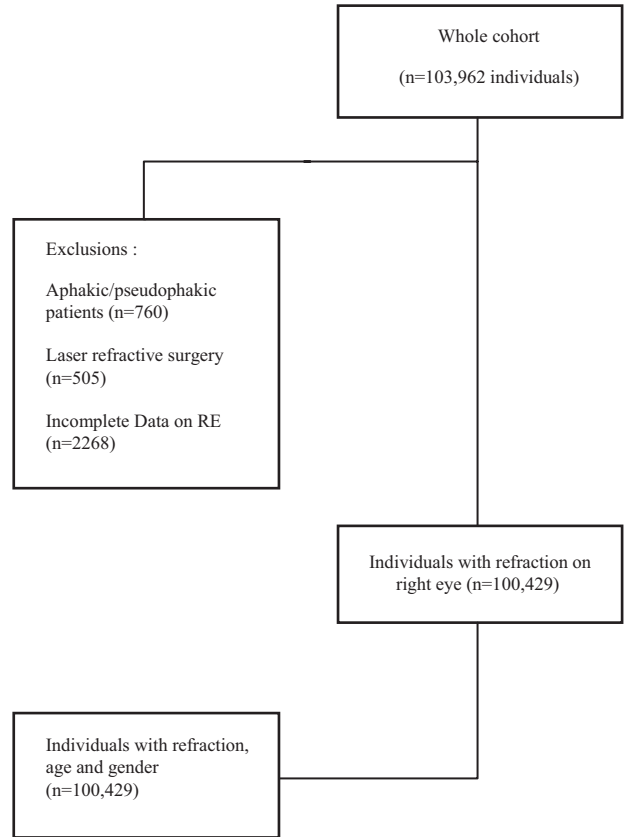 Whole cohort
(n=103,962 individuals)
Exclusions :
Aphakic/pseudophakic
patients (n=760)
Laser refractive surgery
(n=505)
Incomplete Data on RE
(n=2268)
Individuals with refraction on
right eye (n=100,429)
Individuals with refraction,
age and gender
(n=100,429)